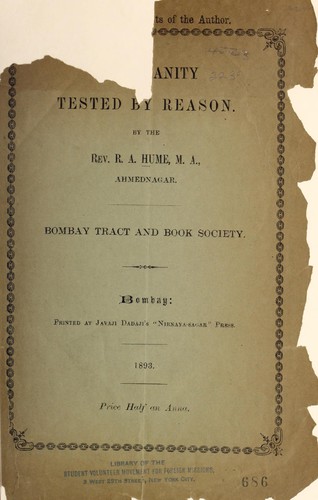 ts of the Author.
ANITY
TESTED BY REASON.
BY THE
REV. R. A. HUME, M. A.,
AHMEDNAGAR.
BOMBAY TRACT AND BOOK SOCIETY.
Bombay:
PRINTED AT JAVAJI DADAJI'S "NIRNAYA-SAGAR" PRESS.
1893.
Price Half an Anna.
LIBRARY OF THE
STUDENT VOLUNTEER MOVEMENT FOR FOREIGN MISSIONS,
NEW YORK CITY.
686